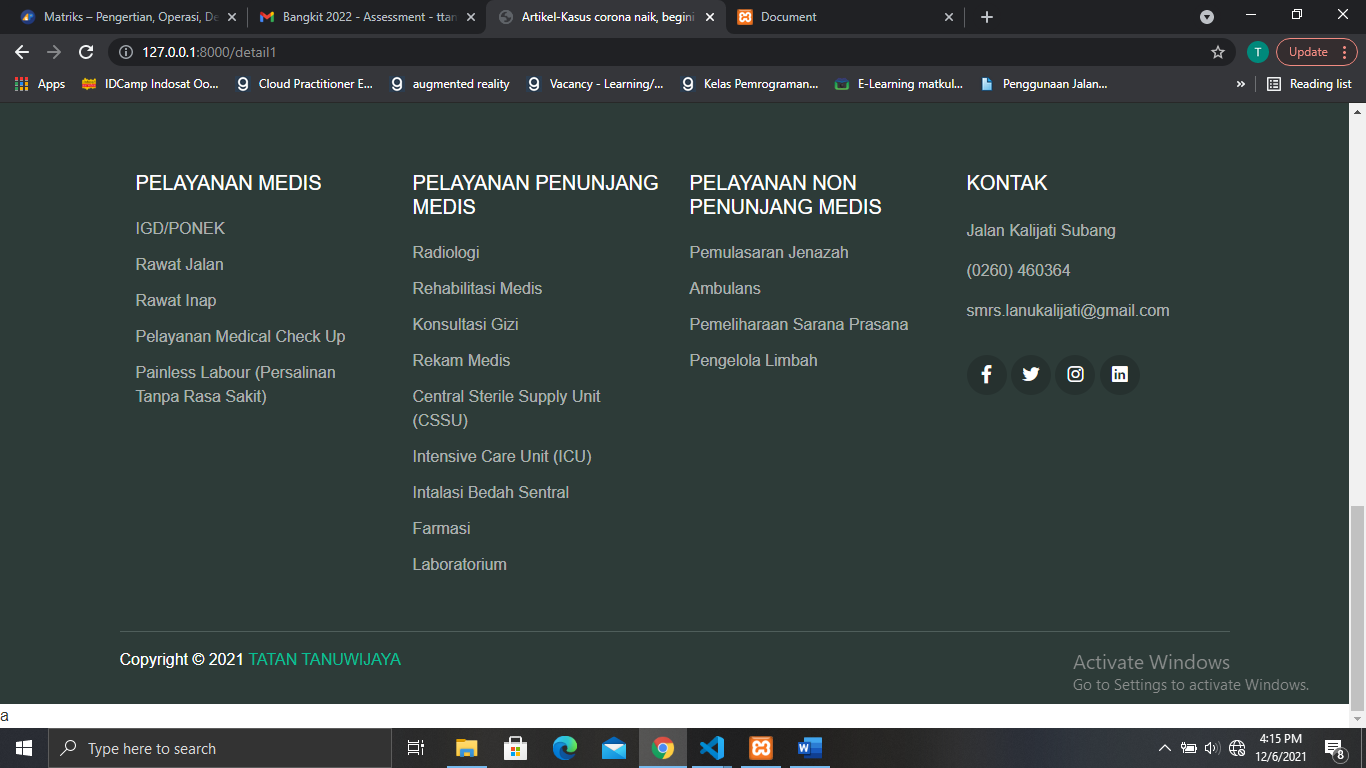 Matriks – Pengertian, Operasi, De
Bangkit 2022 - Assessment - ttan
Artikel-Kasus corona naik, begini
Document
127.0.0.1:8000/detail1
T
Update
Apps
IDCamp Indosat Oo...
Cloud Practitioner E...
augmented reality
Vacancy - Learning/...
Kelas Pemrograman...
E-Learning matkul...
Penggunaan Jalan...
»
Reading list
PELAYANAN MEDIS
IGD/PONEK
Rawat Jalan
Rawat Inap
Pelayanan Medical Check Up
Painless Labour (Persalinan
Tanpa Rasa Sakit)
PELAYANAN PENUNJANG
MEDIS
Radiologi
Rehabilitasi Medis
Konsultasi Gizi
Rekam Medis
Central Sterile Supply Unit
(CSSU)
Intensive Care Unit (ICU)
Intalasi Bedah Sentral
Farmasi
Laboratorium
PELAYANAN NON
PENUNJANG MEDIS
Pemulasaran Jenazah
Ambulans
Pemeliharaan Sarana Prasana
Pengelola Limbah
KONTAK
Jalan Kalijati Subang
(0260) 460364
smrs.lanukalijati@gmail.com
Copyright © 2021 TATAN TANUWIJAYA
Activate Windows
Go to Settings to activate Windows.
a
Type here to search
4:15 PM
12/6/2021
8